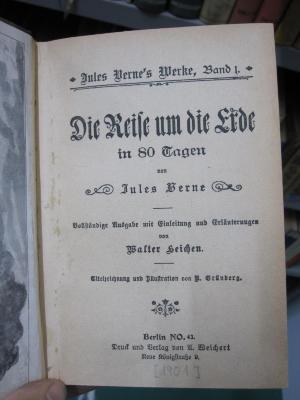 Jules Verne's Werke, Band 1.
Die Reise um die Erde
in 80 Tagen
von
Jules Verne
Vollständige Ausgabe mit Einleitung und Erläuterungen
von
Walter Heichen.
Titelzeichnung und Illustration von P. Grünberg.
Berlin NO. 43.
Druck und Verlag von A. Weichert
Neue Königstraße 9.
[1901]